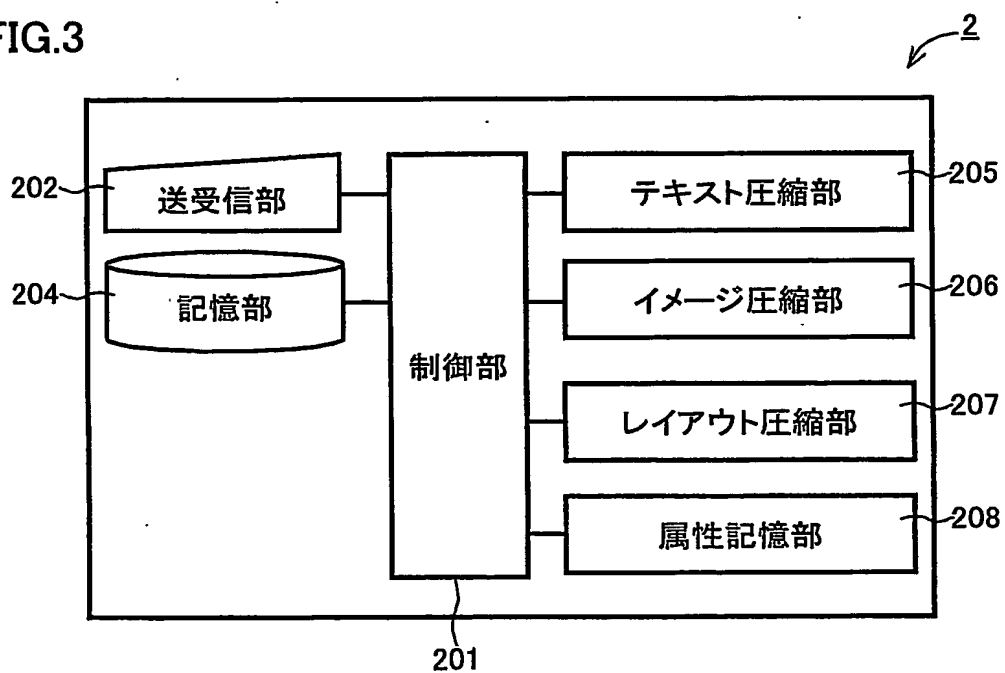 FIG.3
2
202
送受信部
204
記憶部
制御部
201
テキスト圧縮部
205
イメージ圧縮部
206
レイアウト圧縮部
207
属性記憶部
208